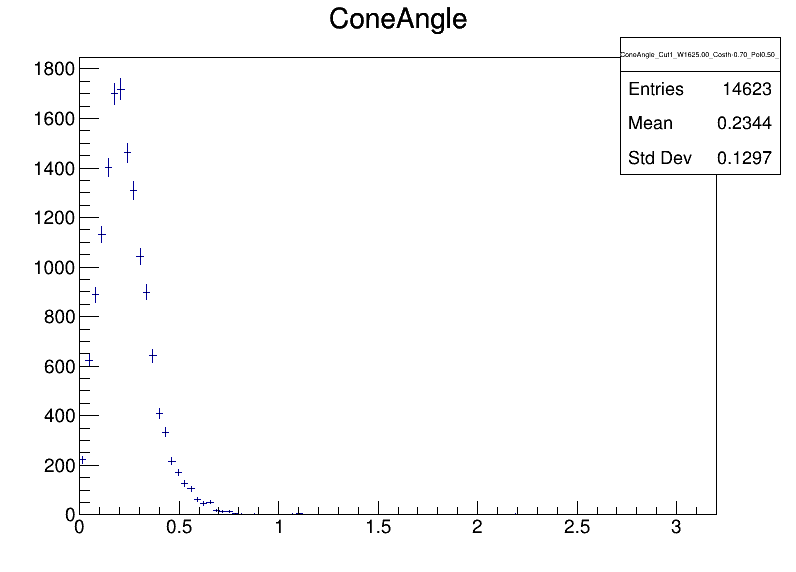 ConeAngle
ConeAngle_Cut1_W1625.00_Costh-0.70_Pol0.50_
Entries 14623
Mean 0.2344
Std Dev 0.1297
1800
1600
1400
1200
1000
800
600
400
200
0
0 0.5 1 1.5 2 2.5 3